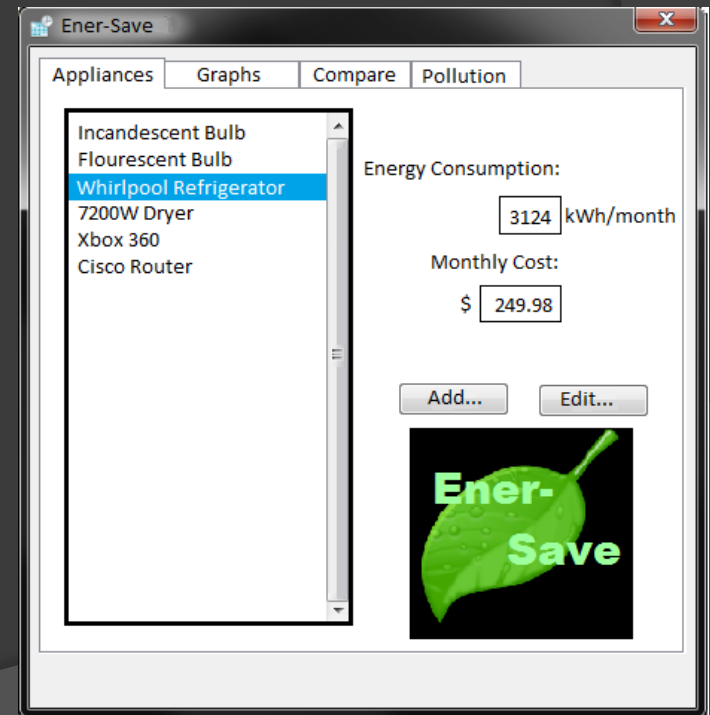 Ener-Save
Appliances Graphs Compare Pollution
Incandescent Bulb
Flourescent Bulb
Whirlpool Refrigerator
7200W Dryer
Xbox 360
Cisco Router
Energy Consumption:
3124 kWh/month
Monthly Cost:
$ 249.98
Add... Edit...
Ener-
Save